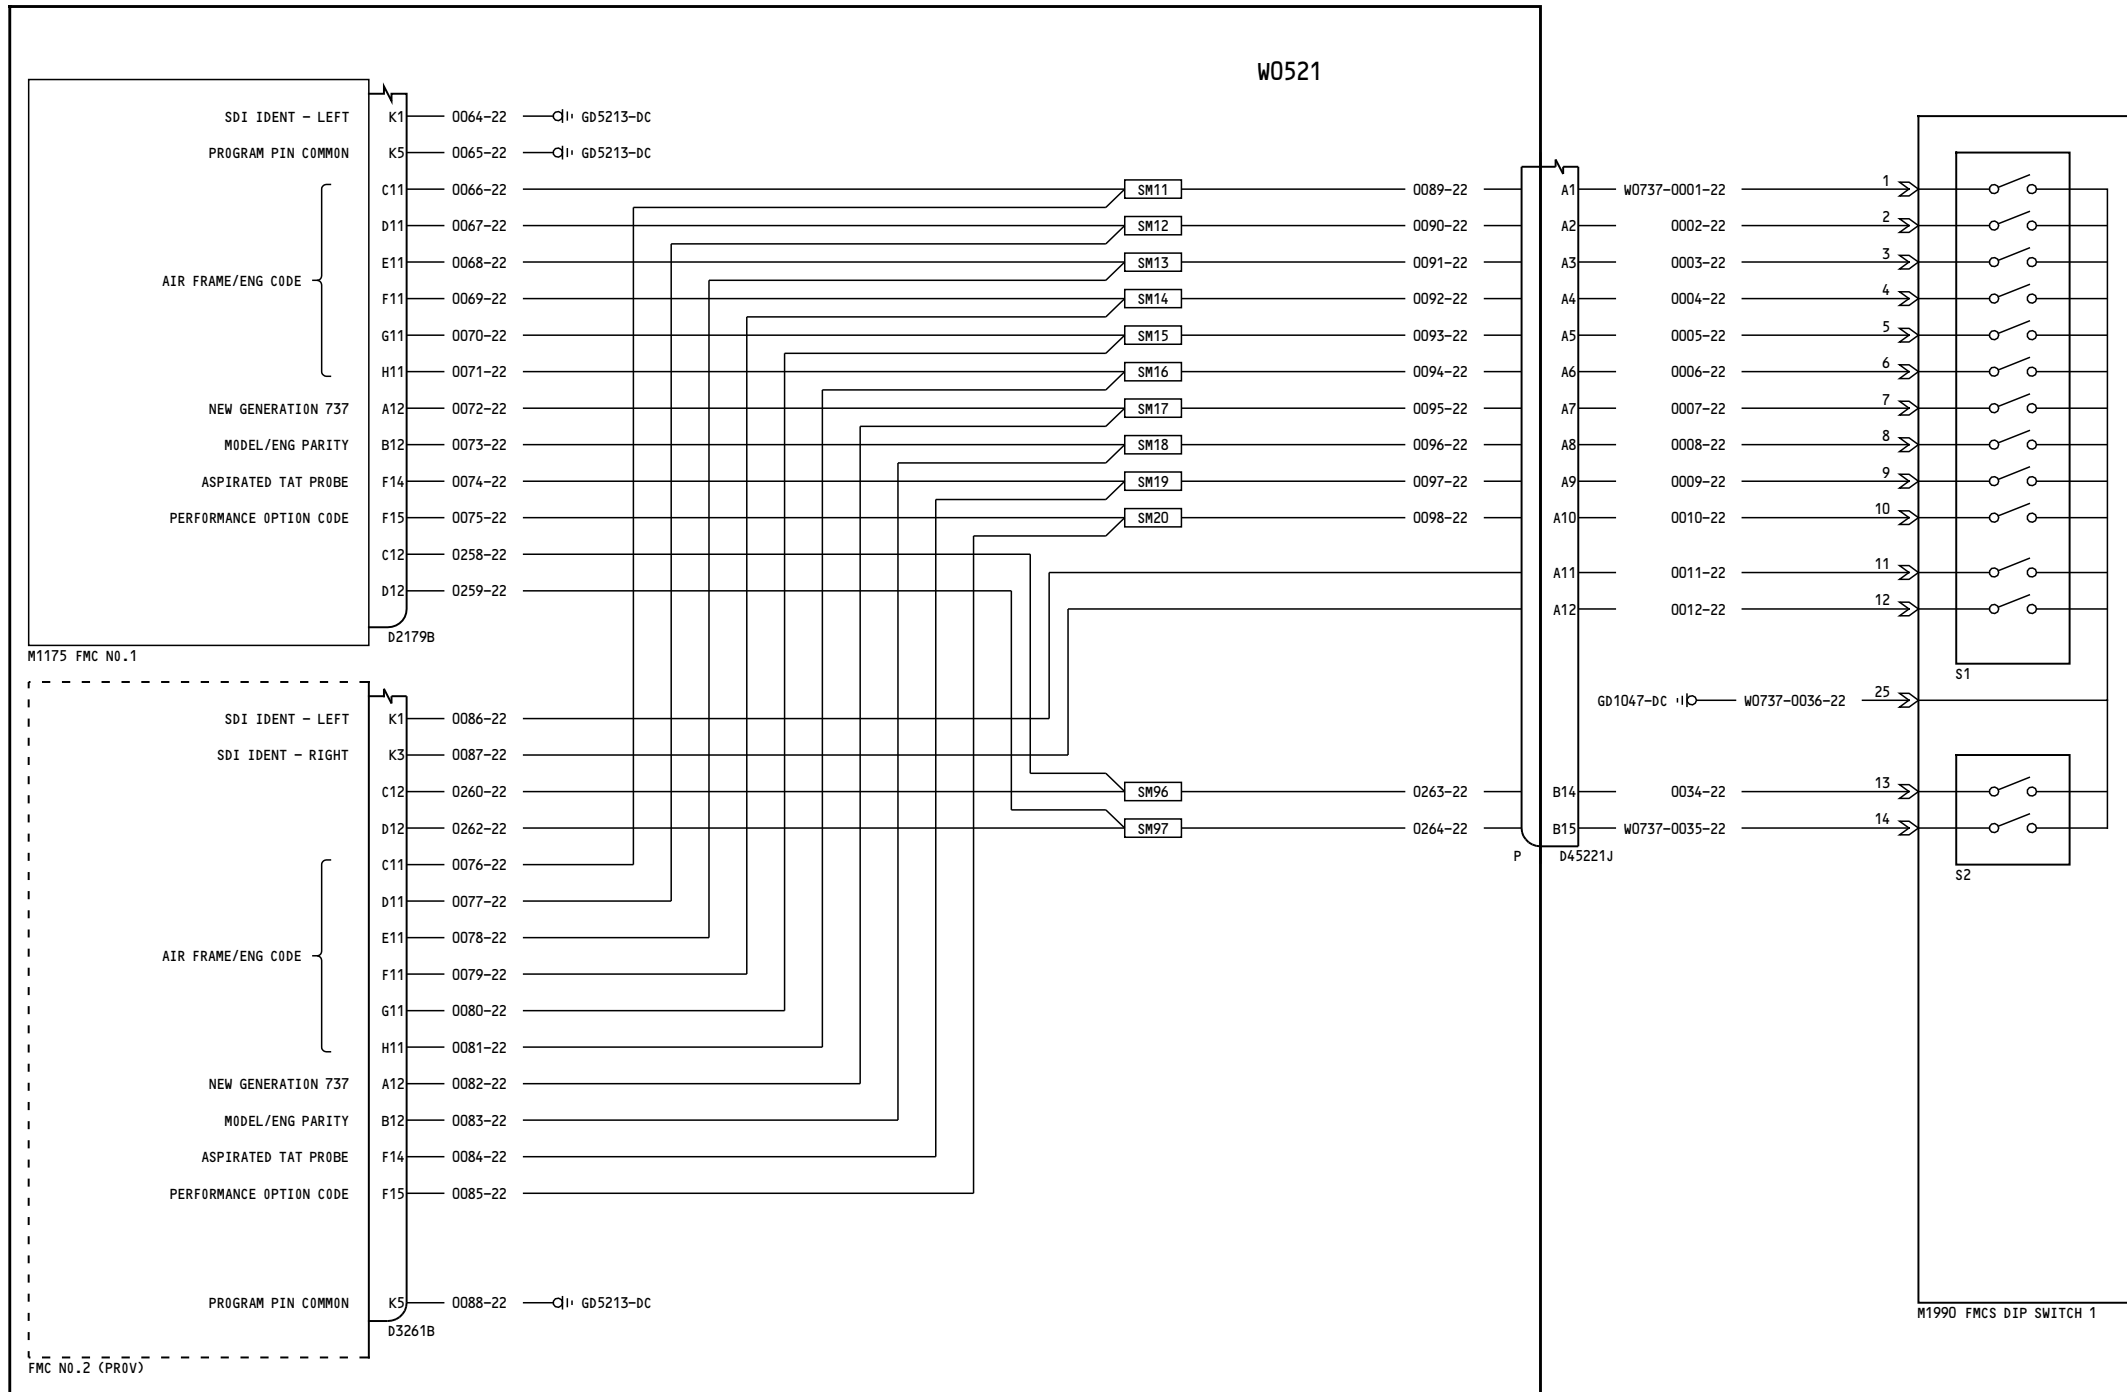 W0521
SDI IDENT – LEFT K1 0064-22 GD5213-DC
PROGRAM PIN COMMON K5 0065-22 GD5213-DC
C11 0066-22 SM11 0089-22 A1 W0737-0001-22 1
D11 0067-22 SM12 0090-22 A2 0002-22 2
E11 0068-22 SM13 0091-22 A3 0003-22 3
AIR FRAME/ENG CODE
F11 0069-22 SM14 0092-22 A4 0004-22 4
G11 0070-22 SM15 0093-22 A5 0005-22 5
H11 0071-22 SM16 0094-22 A6 0006-22 6
NEW GENERATION 737 A12 0072-22 SM17 0095-22 A7 0007-22 7
MODEL/ENG PARITY B12 0073-22 SM18 0096-22 A8 0008-22 8
ASPIRATED TAT PROBE F14 0074-22 SM19 0097-22 A9 0009-22 9
PERFORMANCE OPTION CODE F15 0075-22 SM20 0098-22 A10 0010-22 10
C12 0258-22
A11 0011-22 11
D12 0259-22
A12 0012-22 12
D2179B
M1175 FMC NO.1
S1
GD1047-DC W0737-0036-22 25
SDI IDENT – LEFT K1 0086-22
SDI IDENT – RIGHT K3 0087-22
C12 0260-22 SM96 0263-22 B14 0034-22 13
D12 0262-22 SM97 0264-22 B15 W0737-0035-22 14
P D45221J
C11 0076-22
S2
D11 0077-22
E11 0078-22
AIR FRAME/ENG CODE
F11 0079-22
G11 0080-22
H11 0081-22
NEW GENERATION 737 A12 0082-22
MODEL/ENG PARITY B12 0083-22
ASPIRATED TAT PROBE F14 0084-22
PERFORMANCE OPTION CODE F15 0085-22
PROGRAM PIN COMMON K5 0088-22 GD5213-DC
M1990 FMCS DIP SWITCH 1
D3261B
FMC NO.2 (PROV)